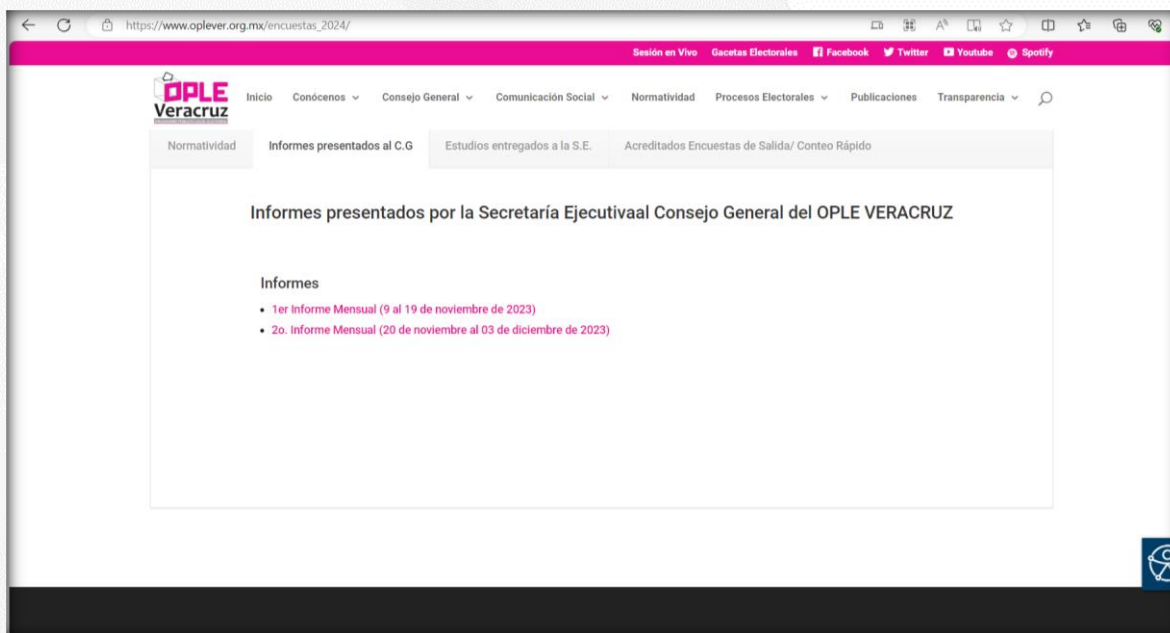 https://www.oplever.org.mx/encuestas_2024/
Sesión en Vivo Gacetas Electorales Facebook Twitter Youtube Spotify
OPLE
Veracruz
Inicio Conócenos Consejo General Comunicación Social Normatividad Procesos Electorales Publicaciones Transparencia
Normatividad Informes presentados al C.G Estudios entregados a la S.E. Acreditados Encuestas de Salida/ Conteo Rápido
Informes presentados por la Secretaría Ejecutivaal Consejo General del OPLE VERACRUZ
Informes
• 1er Informe Mensual (9 al 19 de noviembre de 2023)
• 2o. Informe Mensual (20 de noviembre al 03 de diciembre de 2023)